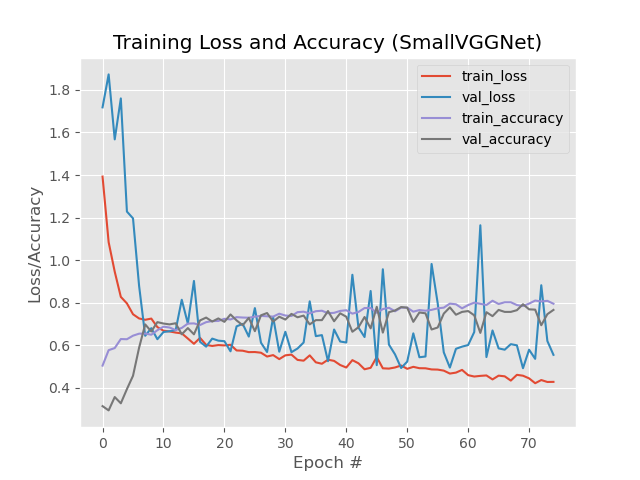 Training Loss and Accuracy (SmallVGGNet)
train_loss
val_loss
train_accuracy
val_accuracy
Loss/Accuracy
1.8
1.6
1.4
1.2
1.0
0.8
0.6
0.4
0 10 20 30 40 50 60 70
Epoch #